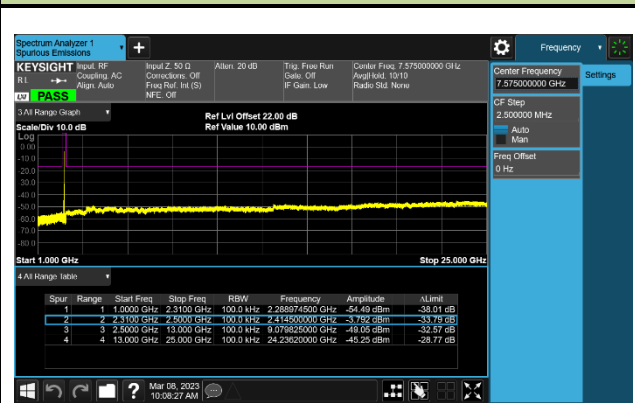 Spectrum Analyzer 1
Spurious Emissions
Frequency
KEYSIGHT Input: RF Input Z: 50 Ω Atten: 20 dB Trig: Free Run Center Freq: 7.575000000 GHz
RL Coupling: AC Corrections: Off Gate: Off Avg|Hold: 10/10
Align: Auto Freq Ref: Int (S) IF Gain: Low Radio Std: None
NFE: Off
PASS
Center Frequency
7.575000000 GHz
Settings
CF Step
2.500000 MHz
Auto
Man
Freq Offset
0 Hz
3 All Range Graph
Ref Lvl Offset 22.00 dB
Scale/Div 10.0 dB Ref Value 10.00 dBm
Log
0.00
-10.0
-20.0
-30.0
-40.0
-50.0
-60.0
-70.0
-80.0
Start 1.000 GHz Stop 25.000 GHz
4 All Range Table
Spur Range Start Freq Stop Freq RBW Frequency Amplitude ΔLimit
1 1 1.0000 GHz 2.3100 GHz 100.0 kHz 2.288974500 GHz -54.49 dBm -38.01 dB
2 2 2.3100 GHz 2.5000 GHz 100.0 kHz 2.414500000 GHz -3.792 dBm -33.79 dB
3 3 2.5000 GHz 13.000 GHz 100.0 kHz 9.079825000 GHz -49.05 dBm -32.57 dB
4 4 13.000 GHz 25.000 GHz 100.0 kHz 24.23620000 GHz -45.25 dBm -28.77 dB
Mar 08, 2023
10:08:27 AM